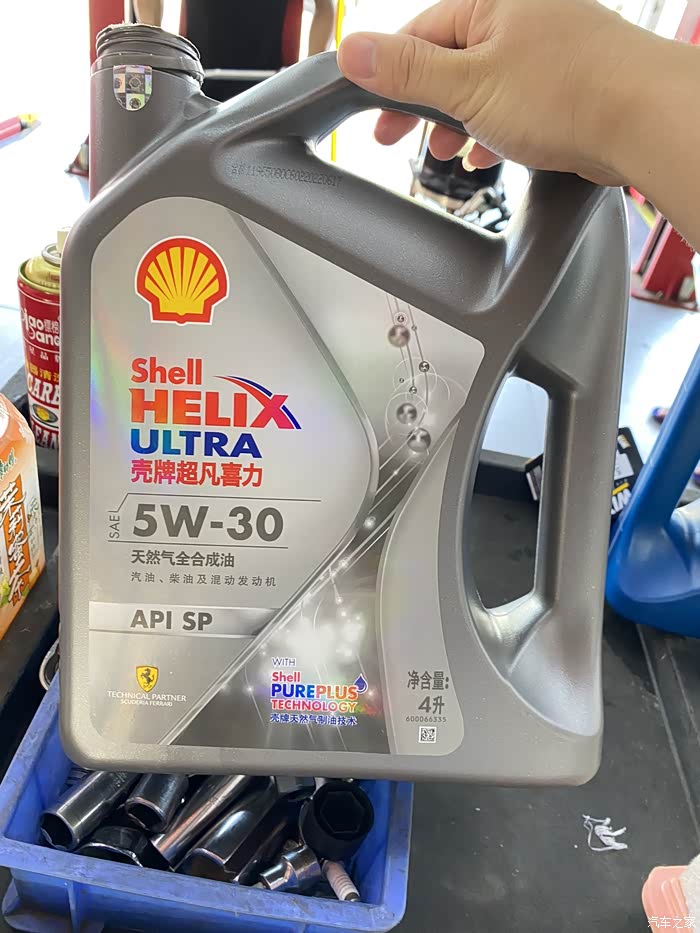 Shell
HELIX
ULTRA
壳牌超凡喜力
SAE
5W-30
天然气全合成油
汽油、柴油及混动发动机
API SP
TECHNICAL PARTNER
SCUDERIA FERRARI
WITH
Shell
PUREPLUS
TECHNOLOGY
壳牌天然气制油技术
净含量:
4升
600066335
汽车之家